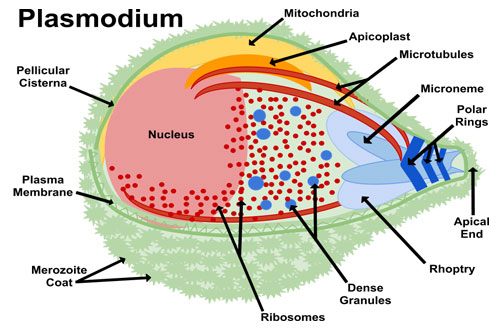 Plasmodium
Mitochondria
Apicoplast
Microtubules
Microneme
Polar
Rings
Pellicular
Cisterna
Nucleus
Plasma
Membrane
Apical
End
Merozoite
Coat
Rhoptry
Dense
Granules
Ribosomes